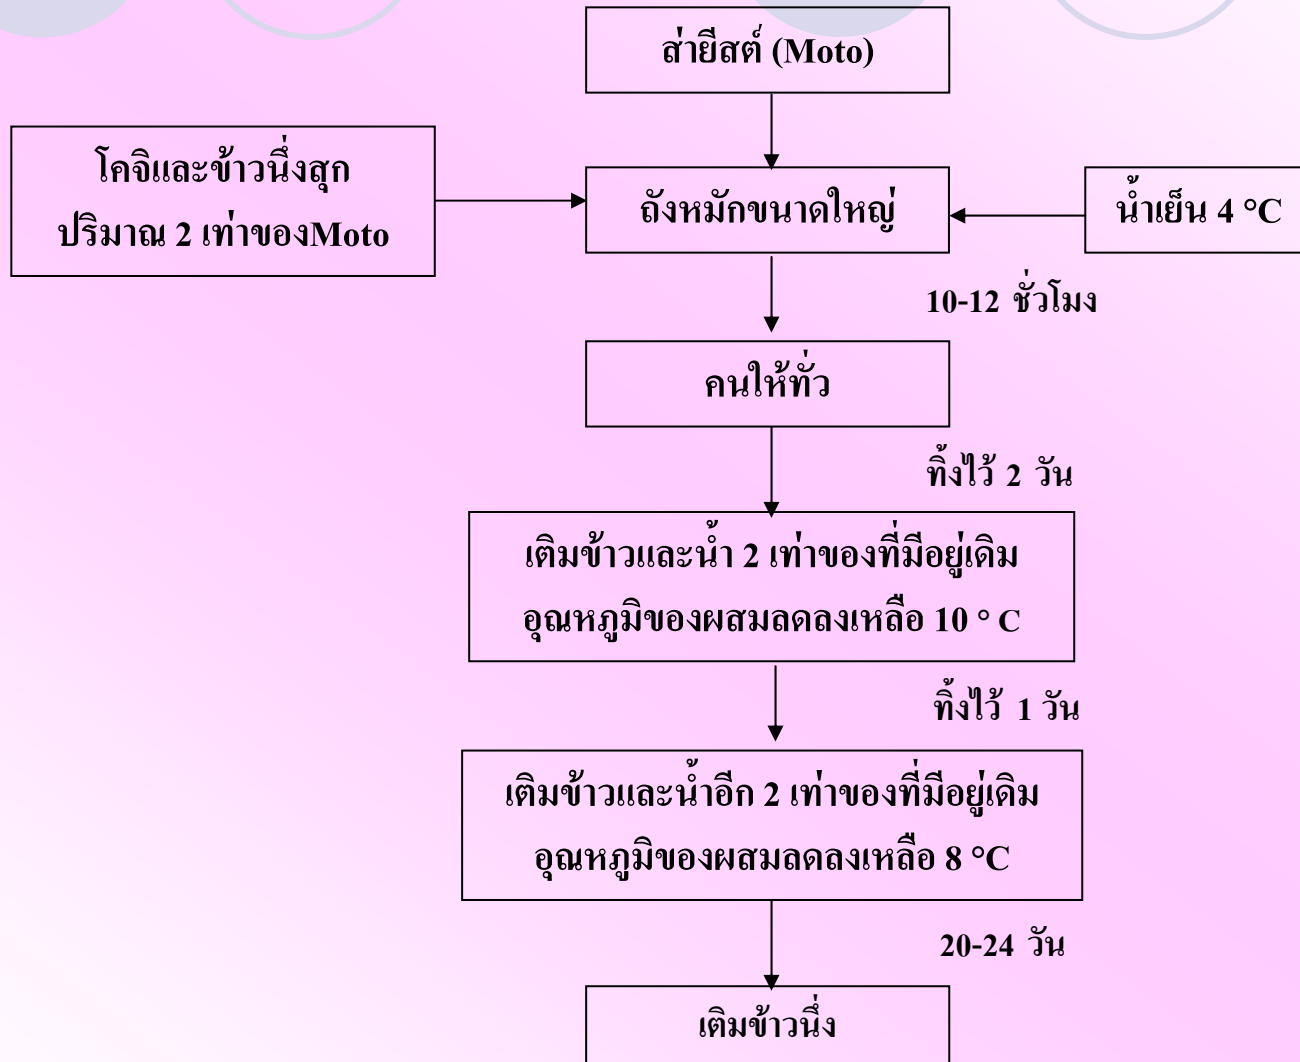 ส่ายีสต์ (Moto)
โคจิและข้าวนึ่งสุก
ปริมาณ 2 เท่าของMoto
ถังหมักขนาดใหญ่
น้ำเย็น 4 °C
10-12 ชั่วโมง
คนให้ทั่ว
ทิ้งไว้ 2 วัน
เติมข้าวและน้ำ 2 เท่าของที่มีอยู่เดิม
อุณหภูมิของผสมลดลงเหลือ 10 ° C
ทิ้งไว้ 1 วัน
เติมข้าวและน้ำอีก 2 เท่าของที่มีอยู่เดิม
อุณหภูมิของผสมลดลงเหลือ 8 °C
20-24 วัน
เติมข้าวนึ่ง